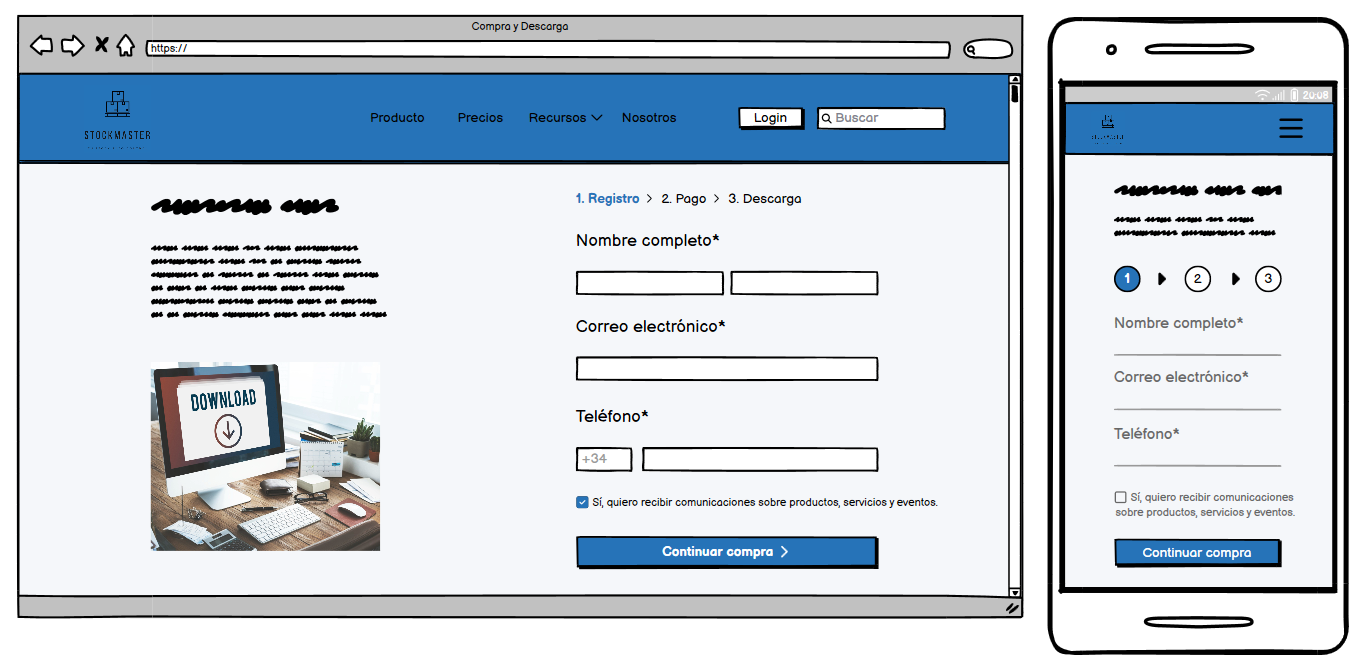 Compra y Descarga
https://
STOCKMASTER
Producto
Precios
Recursos
Nosotros
Login
Buscar
1. Registro > 2. Pago > 3. Descarga
Nombre completo*
Correo electrónico*
Teléfono*
+34
Sí, quiero recibir comunicaciones sobre productos, servicios y eventos.
Continuar compra >
DOWNLOAD
20:08
STOCKMASTER
1
2
3
Nombre completo*
Correo electrónico*
Teléfono*
Sí, quiero recibir comunicaciones
sobre productos, servicios y eventos.
Continuar compra